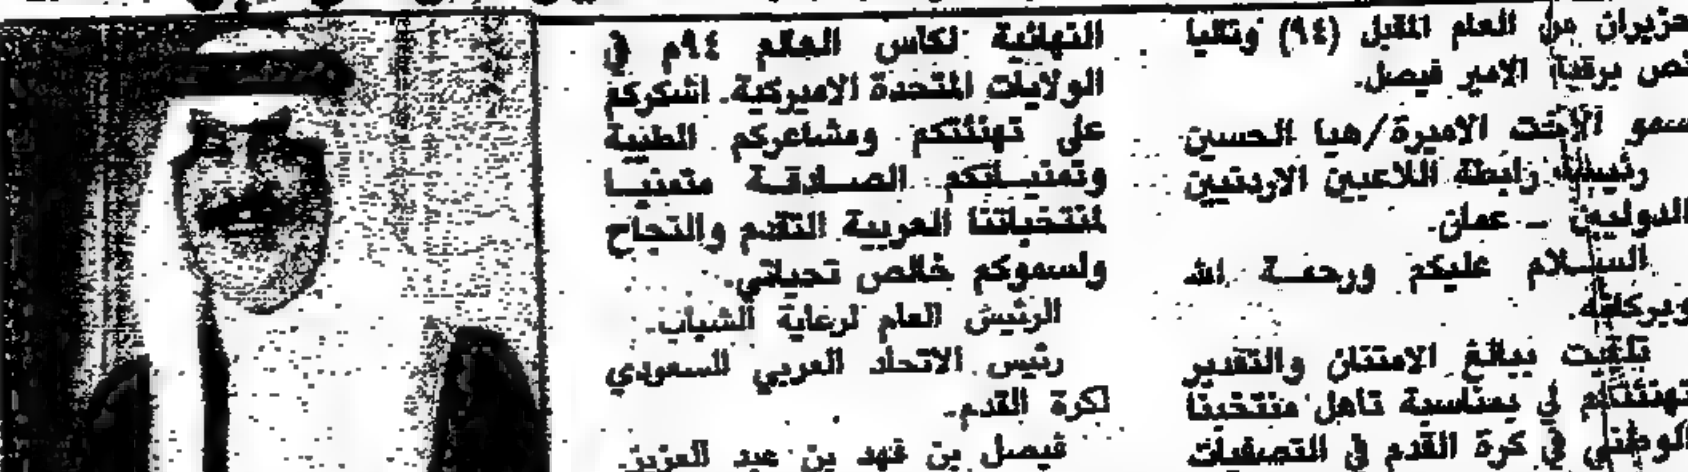 حزيران من العام المقبل (٩٤) وتاليا
نص برقية الامير فيصل.
سمو الأخت الاميرة/هيا الحسين
رئيسة رابطة اللاعبين الاردنيين
الدوليين - عمان.
السلام عليكم ورحمة الله
وبركاته.
تلقيت ببالغ الامتنان والتقدير
تهنئتكم لي بمناسبة تاهل منتخبنا
الوطني في كرة القدم في التصفيات
النهائية لكاس العالم ٩٤م في
الولايات المتحدة الاميركية. اشكركم
على تهنئتكم ومشاعركم الطيبة
وتمنياتكم الصادقة متمنيا
لمنتخباتنا العربية التقدم والنجاح
ولسموكم خالص تحياتي.
الرئيس العام لرعاية الشباب.
رئيس الاتحاد العربي السعودي
لكرة القدم.
فيصل بن فهد بن عبد العزيز.